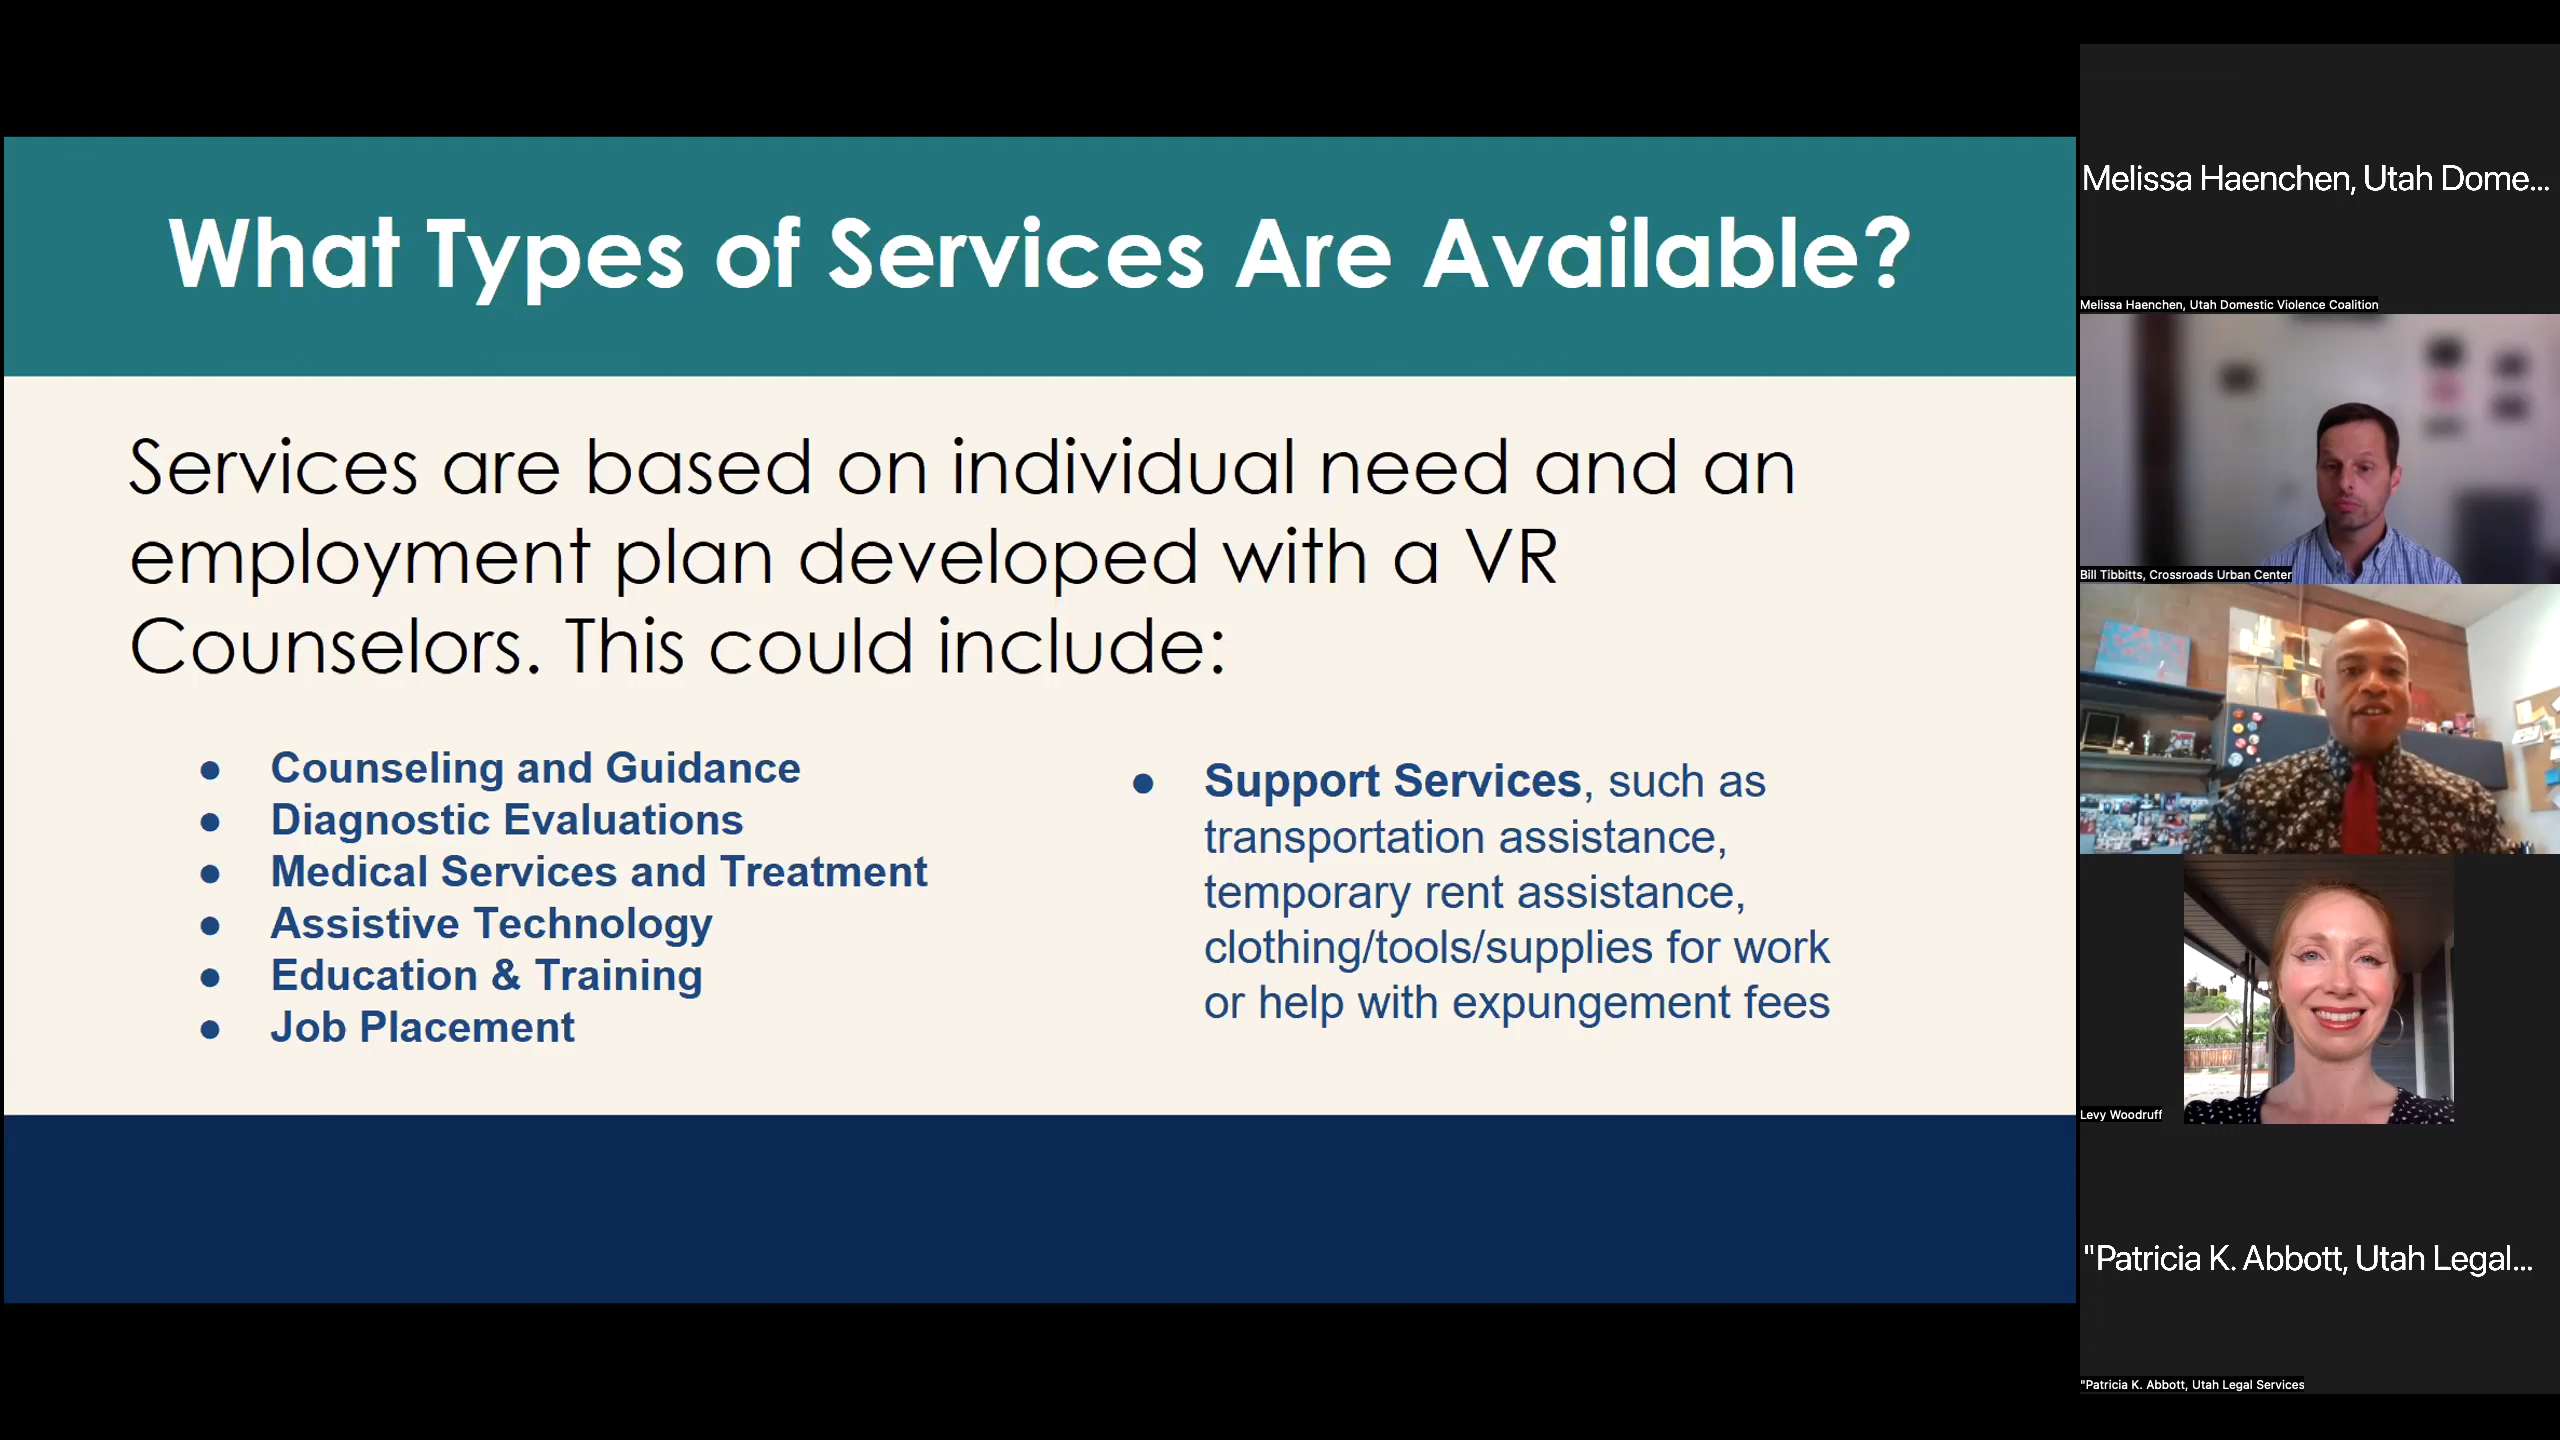 What Types of Services Are Available?
Services are based on individual need and an
employment plan developed with a VR
Counselors. This could include:
● Counseling and Guidance
● Diagnostic Evaluations
● Medical Services and Treatment
● Assistive Technology
● Education & Training
● Job Placement
● Support Services, such as
transportation assistance,
temporary rent assistance,
clothing/tools/supplies for work
or help with expungement fees
Melissa Haenchen, Utah Dome...
Melissa Haenchen, Utah Domestic Violence Coalition
Bill Tibbitts, Crossroads Urban Center
Levy Woodruff
"Patricia K. Abbott, Utah Legal...
"Patricia K. Abbott, Utah Legal Services